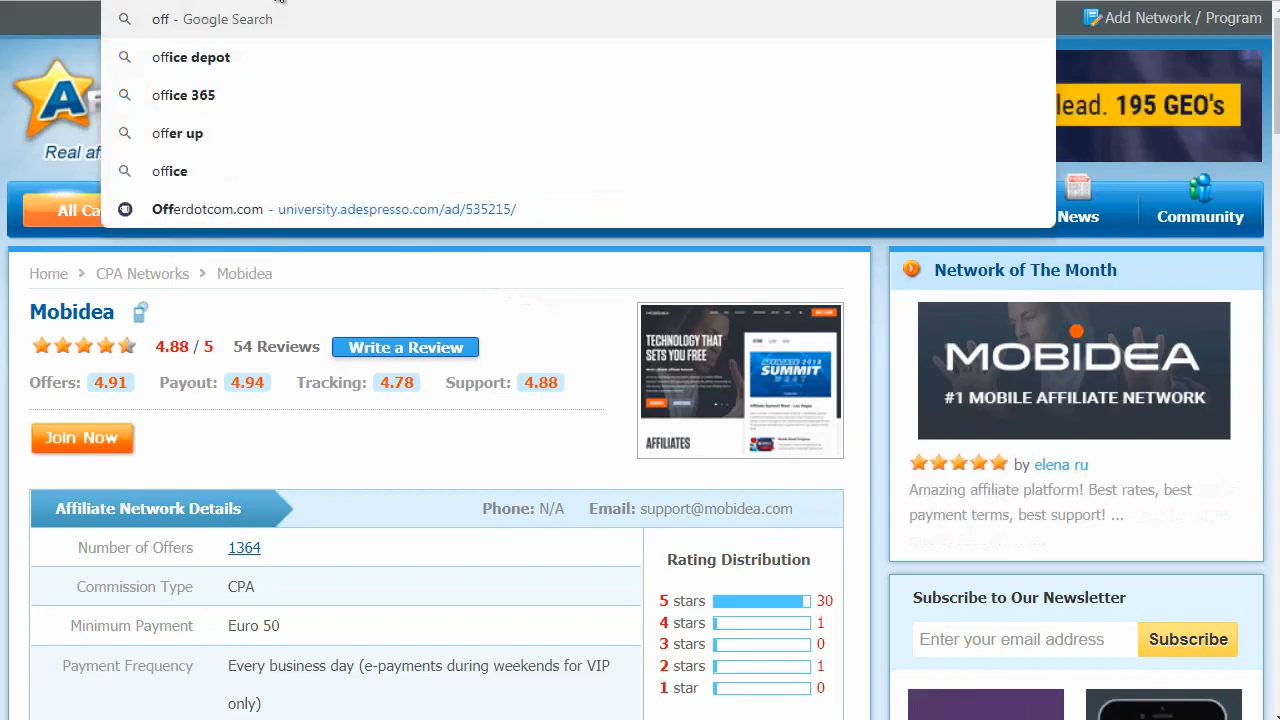 off - Google Search
Add Network / Program
office depot
office 365
lead. 195 GEO's
offer up
Real aff
office
All Ca
Offerdotcom.com - university.adespresso.com/ad/535215/
News
Community
Home > CPA Networks > Mobidea
Network of The Month
Mobidea
4.88 / 5 54 Reviews Write a Review
Offers: 4.91 Payout: 4.94 Tracking: 4.78 Support: 4.88
Join Now
TECHNOLOGY THAT
SETS YOU FREE
SUMMIT
AFFILIATES
MOBIDEA
#1 MOBILE AFFILIATE NETWORK
by elena ru
Amazing affiliate platform! Best rates, best
payment terms, best support! ...
Affiliate Network Details Phone: N/A Email: support@mobidea.com
Number of Offers 1364
Commission Type CPA
Minimum Payment Euro 50
Payment Frequency Every business day (e-payments during weekends for VIP
only)
Rating Distribution
5 stars 30
4 stars 1
3 stars 0
2 stars 1
1 star 0
Subscribe to Our Newsletter
Enter your email address Subscribe